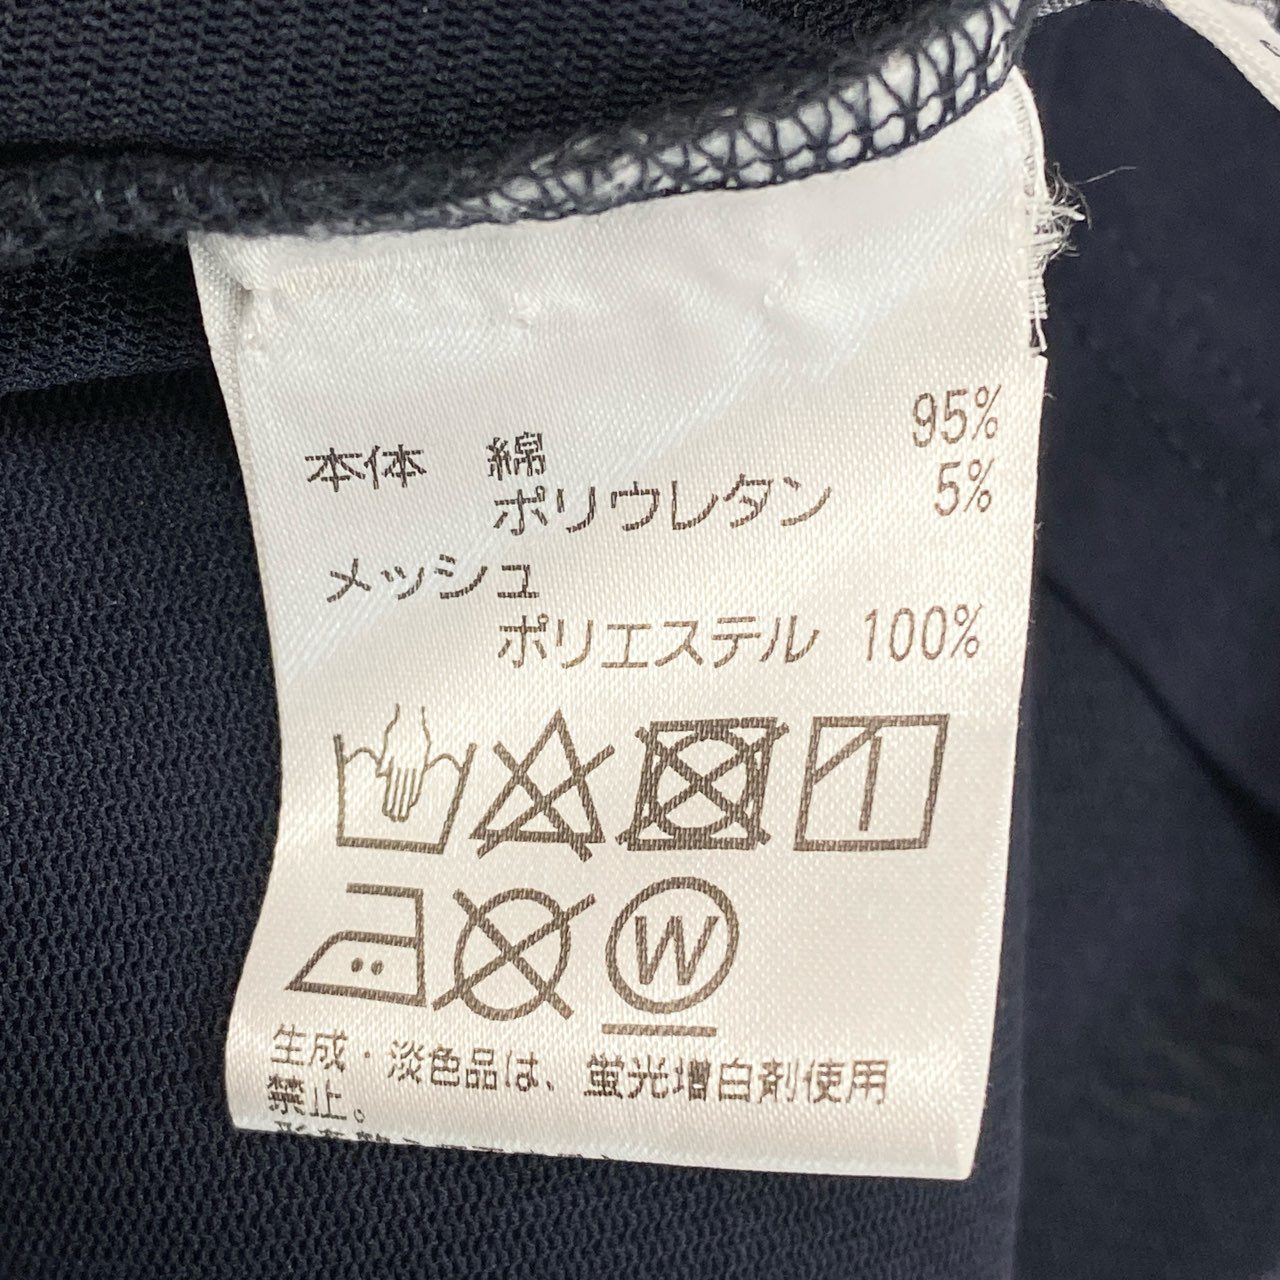 本体 綿 95%
ポリウレタン 5%
メッシュ
ポリエステル 100%
W
生成・淡色品は、蛍光増白剤使用
禁止。